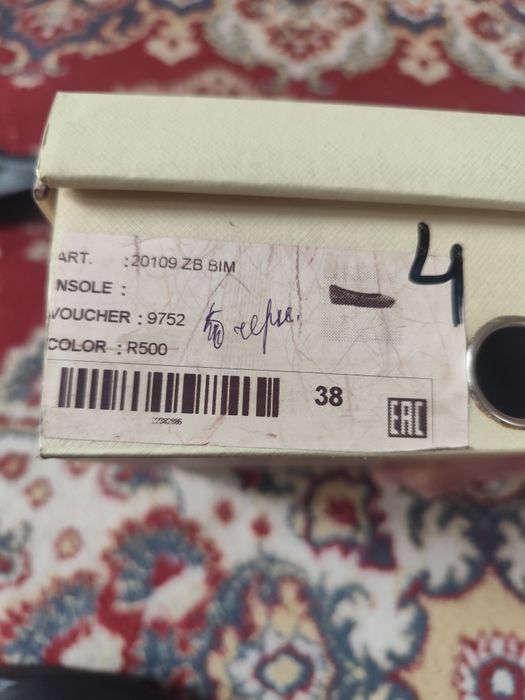 ART. :20109 ZB BIM
NSOLE :
VOUCHER : 9752
COLOR : R500
38
EAC
4